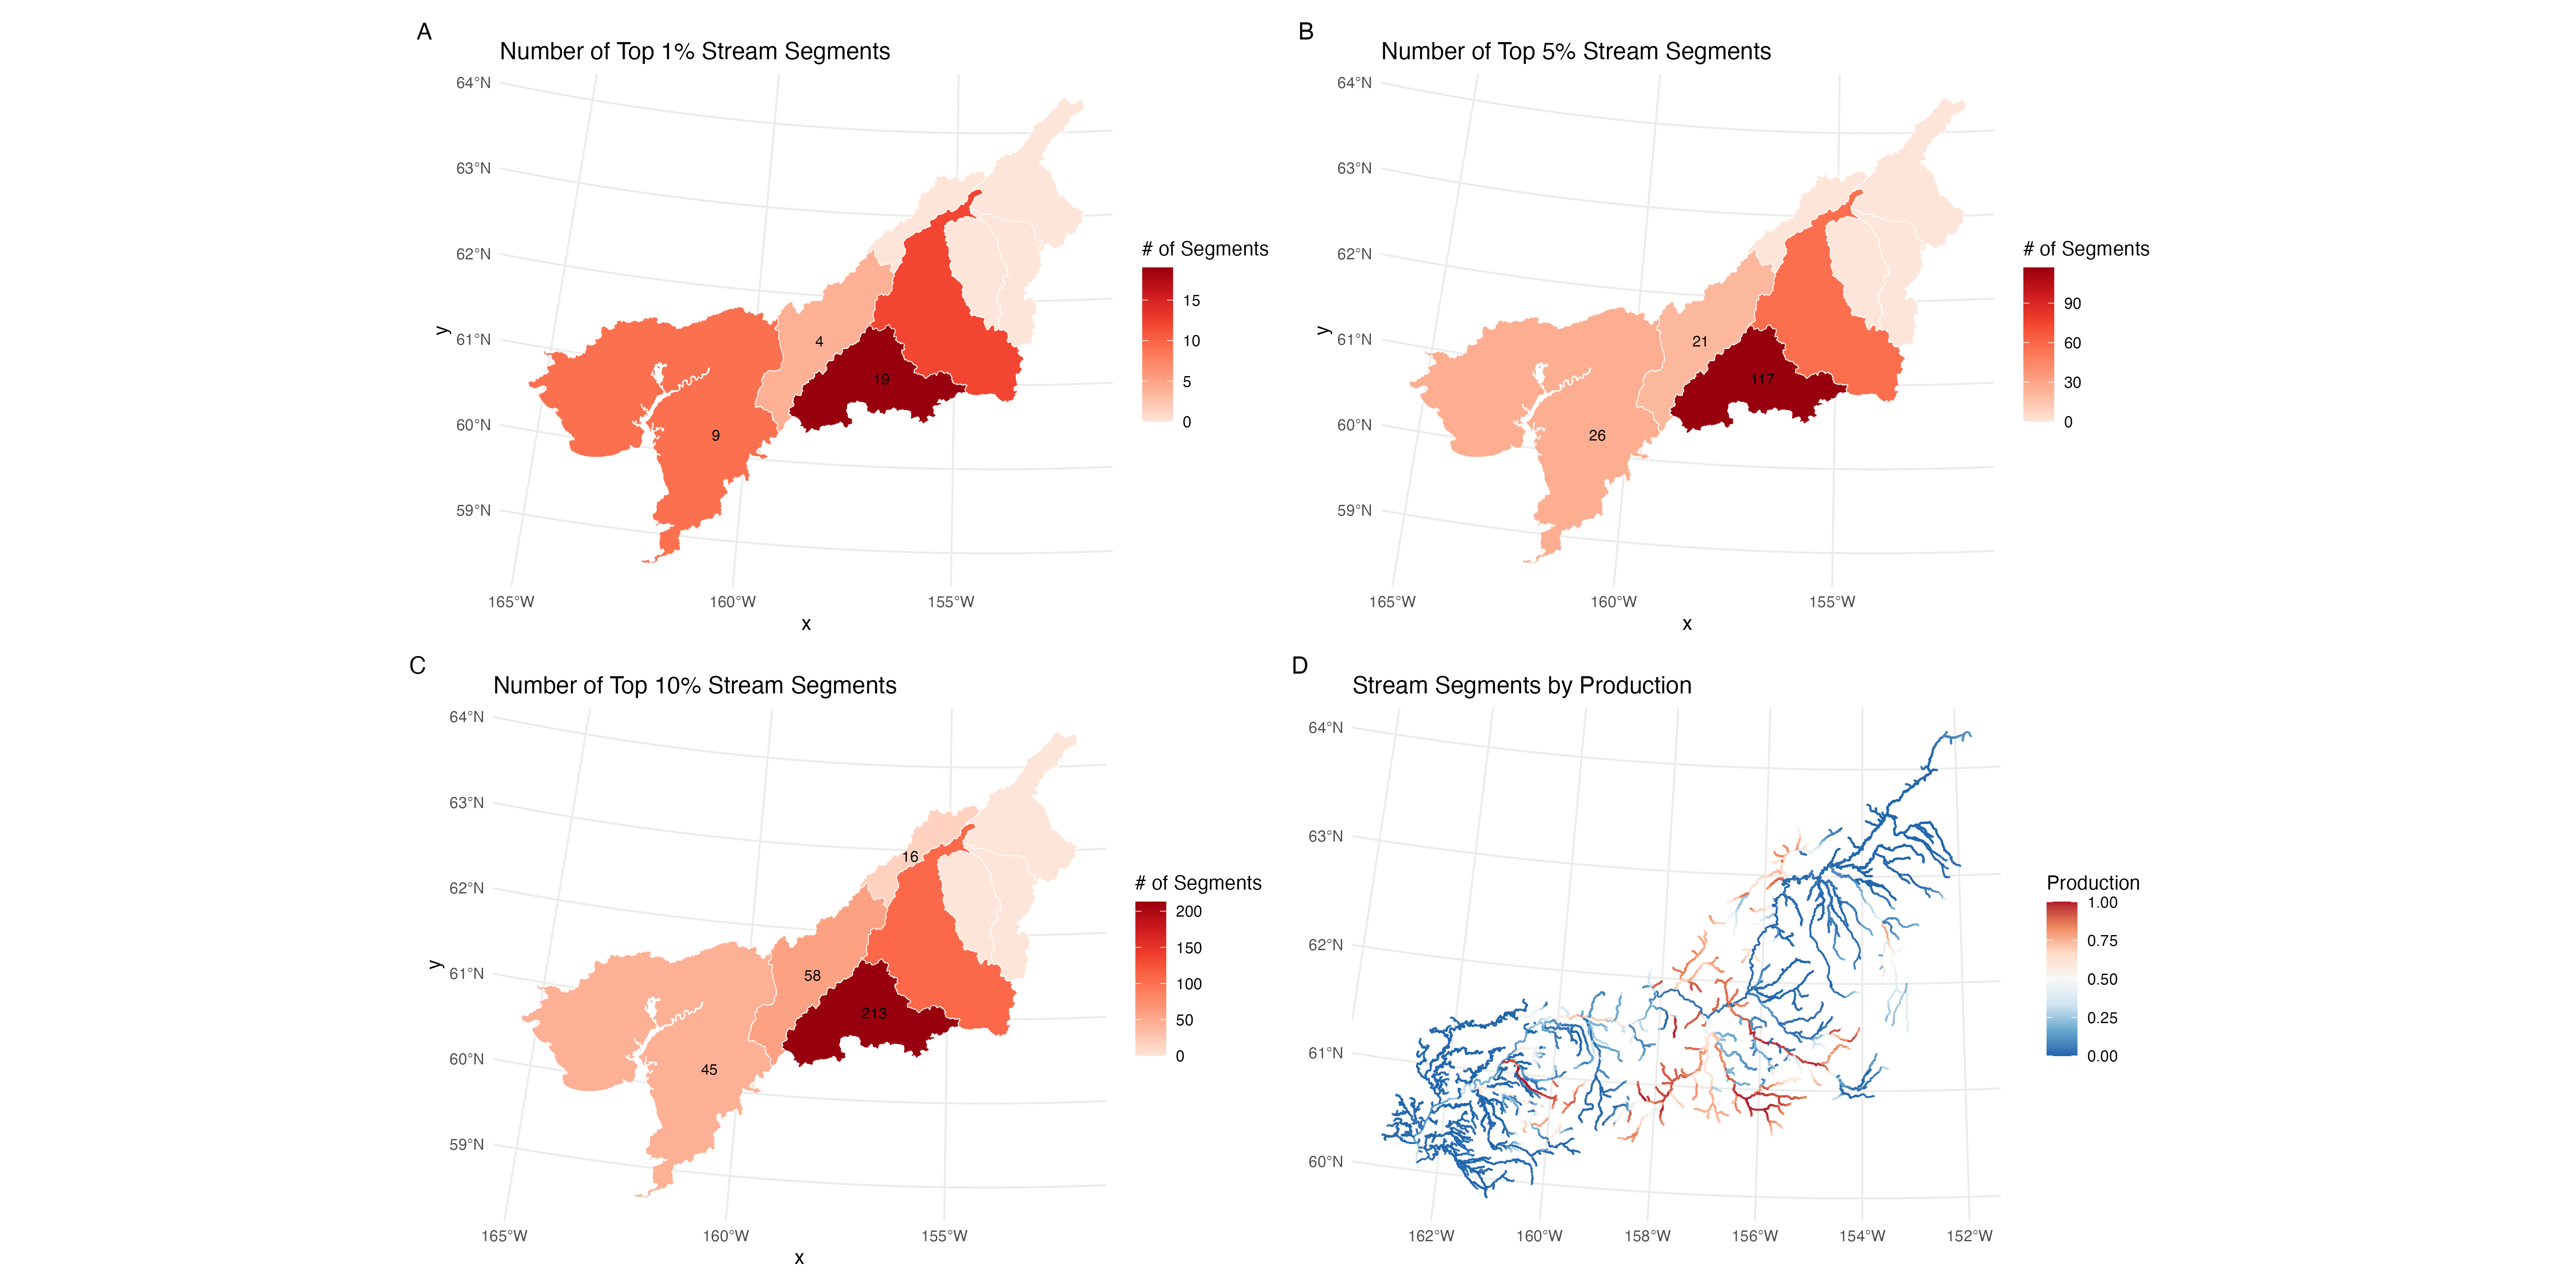 A
Number of Top 1% Stream Segments
64°N
63°N
62°N
61°N
60°N
59°N
y
4
19
9
165°W 160°W 155°W
x
# of Segments
15
10
5
0
B
Number of Top 5% Stream Segments
64°N
63°N
62°N
61°N
60°N
59°N
y
21
117
26
165°W 160°W 155°W
x
# of Segments
90
60
30
0
C
Number of Top 10% Stream Segments
64°N
63°N
62°N
61°N
60°N
59°N
y
16
58
213
45
165°W 160°W 155°W
x
# of Segments
200
150
100
50
0
D
Stream Segments by Production
64°N
63°N
62°N
61°N
60°N
162°W 160°W 158°W 156°W 154°W 152°W
Production
1.00
0.75
0.50
0.25
0.00